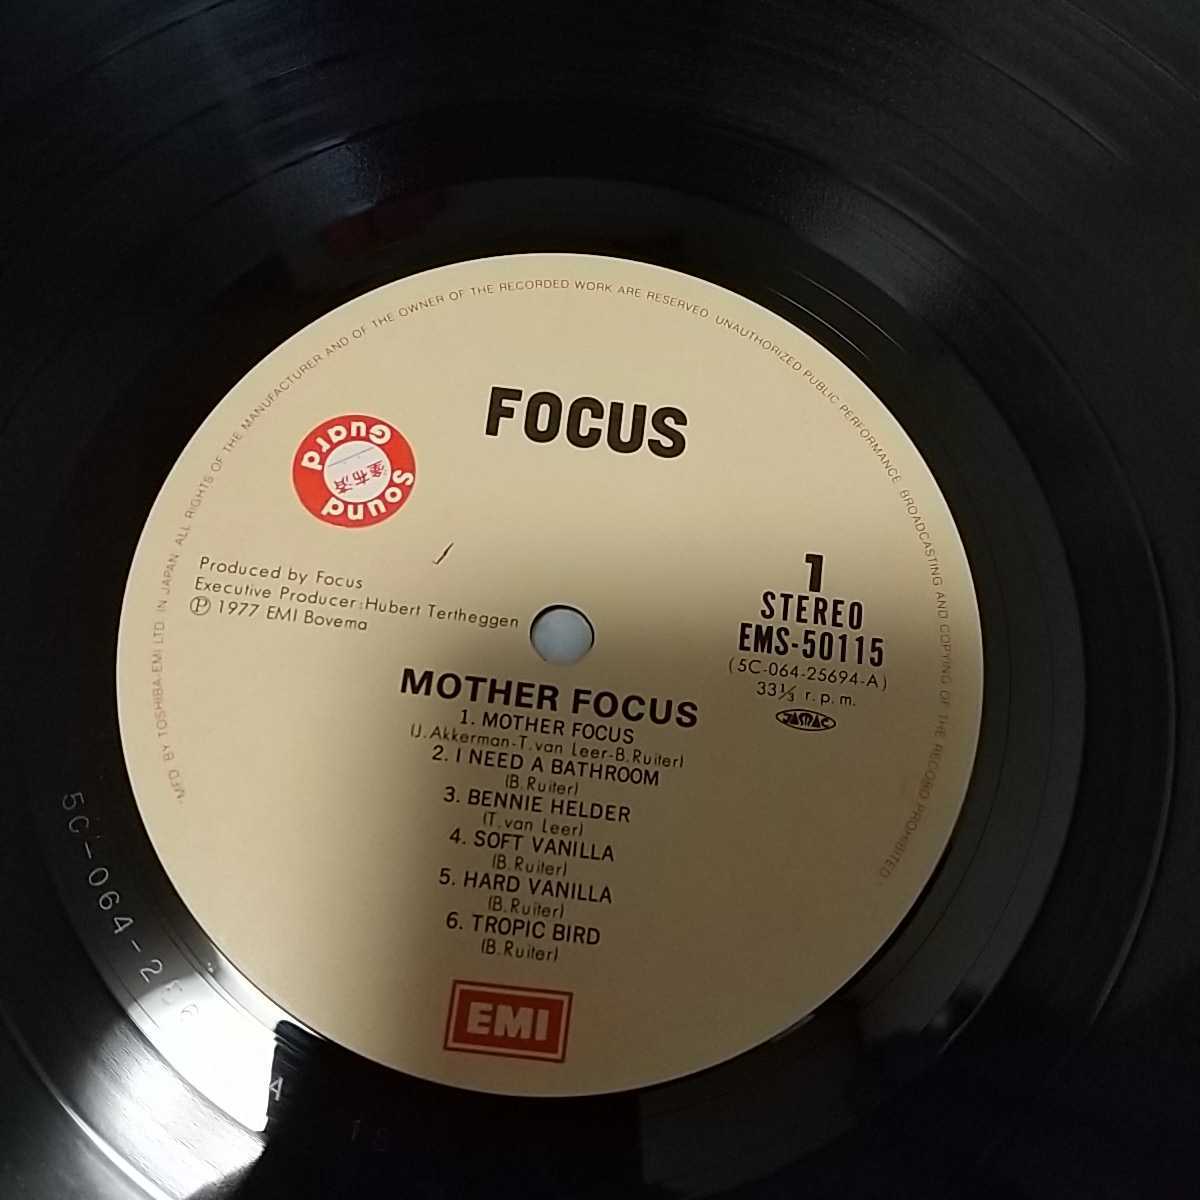 MFD BY TOSHIBA-EMI LTD. IN JAPAN. ALL RIGHTS OF THE MANUFACTURER AND OF THE OWNER OF THE RECORDED WORK ARE RESERVED. UNAUTHORIZED PUBLIC PERFORMANCE BROADCASTING AND COPYING OF THE RECORD PROHIBITED.
FOCUS
Sound Guard
塗布済
1
STEREO
EMS-50115
(5C-064-25694-A)
33⅓ r.p.m.
JASRAC
Produced by Focus
Executive Producer:Hubert Tertheggen
Ⓟ 1977 EMI Bovema
MOTHER FOCUS
1. MOTHER FOCUS
(J.Akkerman-T.van Leer-B.Ruiter)
2. I NEED A BATHROOM
(B.Ruiter)
3. BENNIE HELDER
(T.van Leer)
4. SOFT VANILLA
(B.Ruiter)
5. HARD VANILLA
(B.Ruiter)
6. TROPIC BIRD
(B.Ruiter)
EMI